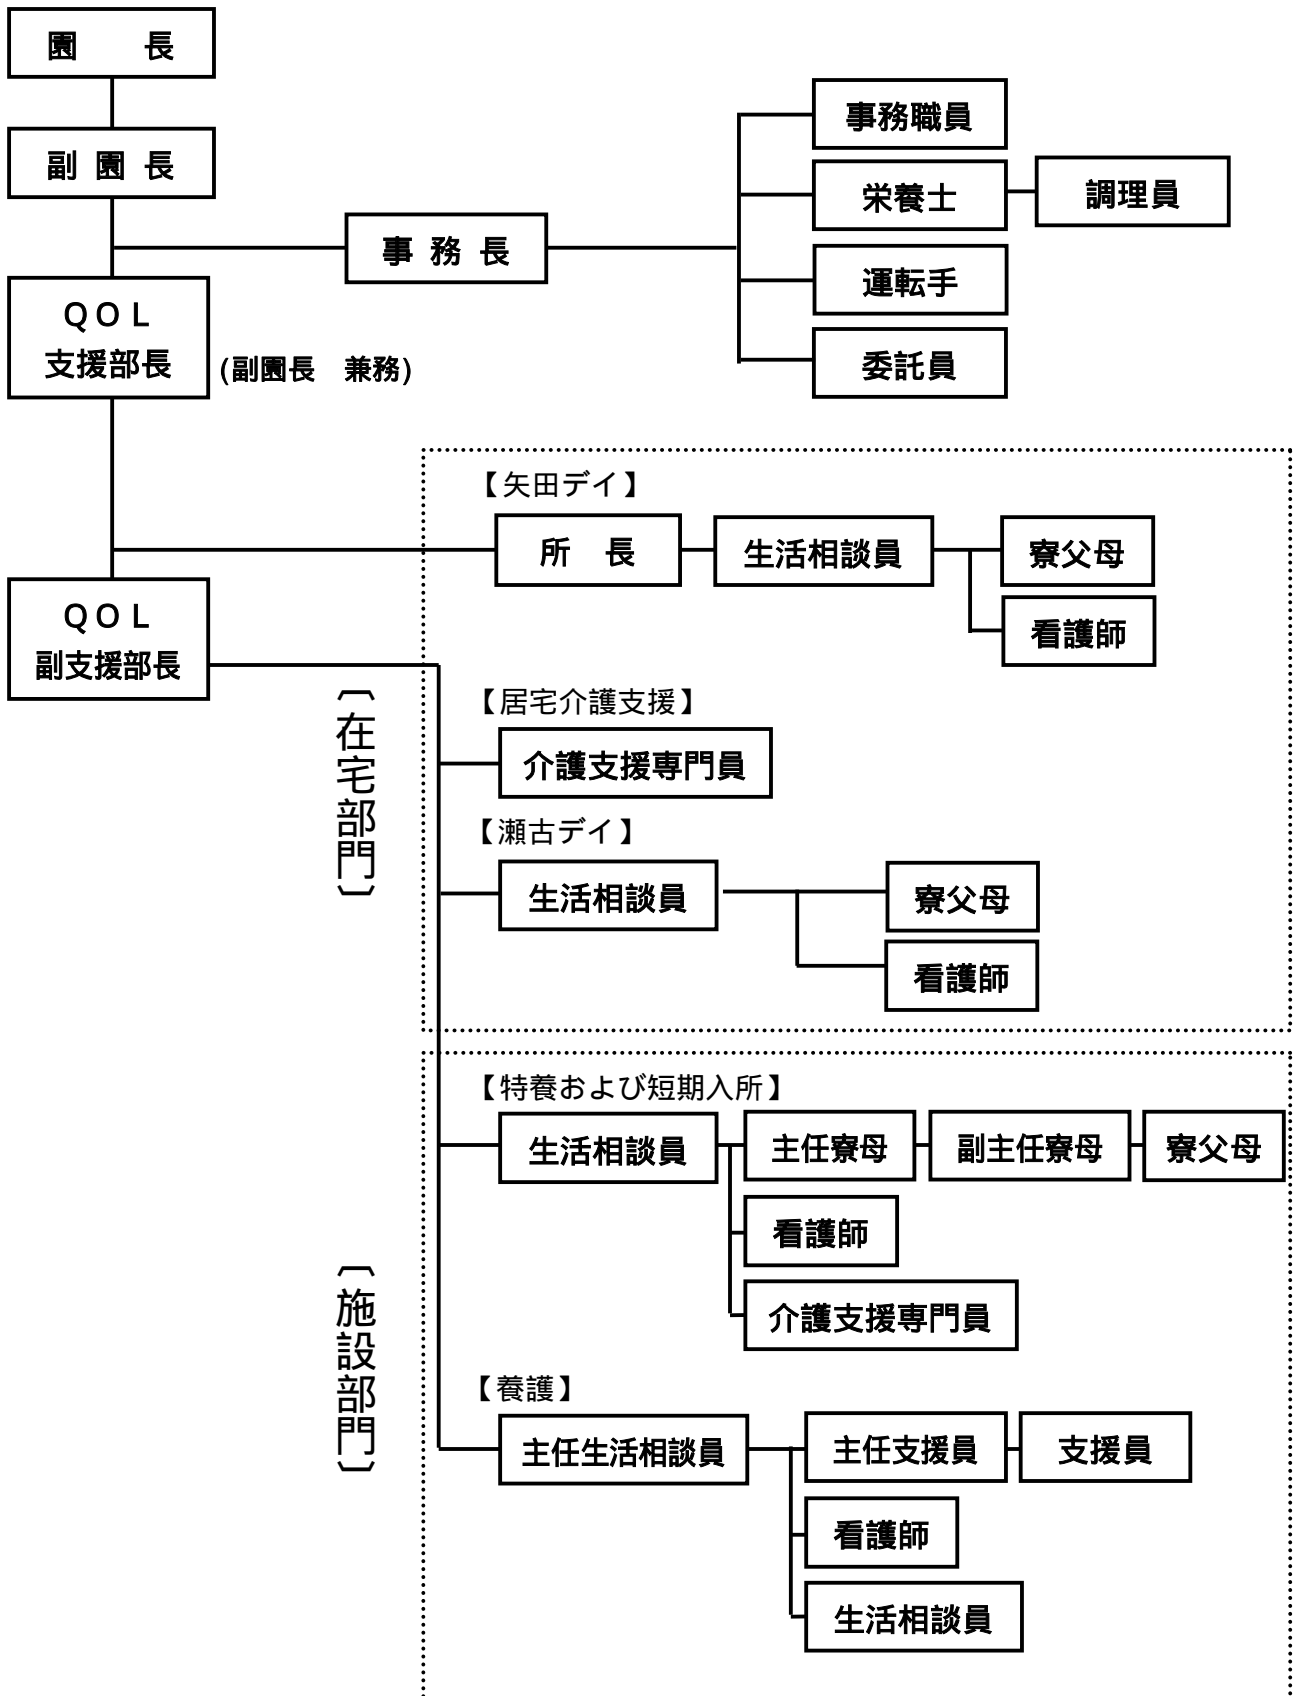 園　　長
副 園 長
事 務 長
事務職員
栄養士
調理員
運転手
委託員
ＱＯＬ
支援部長
(副園長　兼務)
【矢田デイ】
所　長
生活相談員
寮父母
看護師
ＱＯＬ
副支援部長
〔在宅部門〕
【居宅介護支援】
介護支援専門員
【瀬古デイ】
生活相談員
寮父母
看護師
〔施設部門〕
【特養および短期入所】
生活相談員
主任寮母
副主任寮母
寮父母
看護師
介護支援専門員
【養護】
主任生活相談員
主任支援員
支援員
看護師
生活相談員